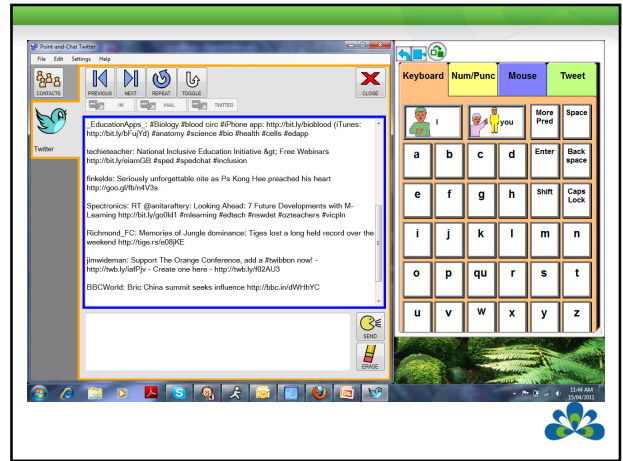 Point-and-Chat Twitter
File Edit Settings Help
CONTACTS
PREVIOUS NEXT REPEAT TOGGLE CLOSE
IM MAIL TWITTER
Twitter
_EducationApps_: #Biology #blood circ #iPhone app: http://bit.ly/bioblood (iTunes:
http://bit.ly/bFujYd) #anatomy #science #bio #health #cells #edapp
techieteacher: National Inclusive Education Initiative &gt; Free Webinars
http://bit.ly/eiamGB #sped #spedchat #inclusion
finkelde: Seriously unforgettable nite as Ps Kong Hee preached his heart
http://goo.gl/fb/n4V3s
Spectronics: RT @anitraftery: Looking Ahead: 7 Future Developments with M-
Learning http://bit.ly/go0ld1 #mlearning #edtech #nswdet #ozteachers #vicpln
Richmond_FC: Memories of Jungle dominance: Tiges lost a long held record over the
weekend http://tige.rs/e08jKE
jimwideman: Support The Orange Conference, add a #twibbon now! -
http://twb.ly/iafPjv - Create one here - http://twb.ly/f02AU3
BBCWorld: Bric China summit seeks influence http://bbc.in/dWHhYC
SEND
ERASE
Keyboard Num/Punc Mouse Tweet
I you More Pred Space
a b c d Enter Back space
e f g h Shift Caps Lock
i j k l m n
o p qu r s t
u v w x y z
11:44 AM
15/04/2011